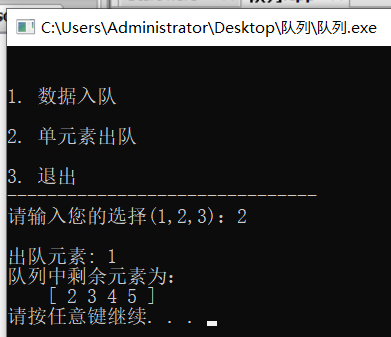 C:\Users\Administrator\Desktop\队列\队列.exe
1. 数据入队
2. 单元素出队
3. 退出
-------------------------------
请输入您的选择(1,2,3): 2
出队元素: 1
队列中剩余元素为:
[ 2 3 4 5 ]
请按任意键继续. . .